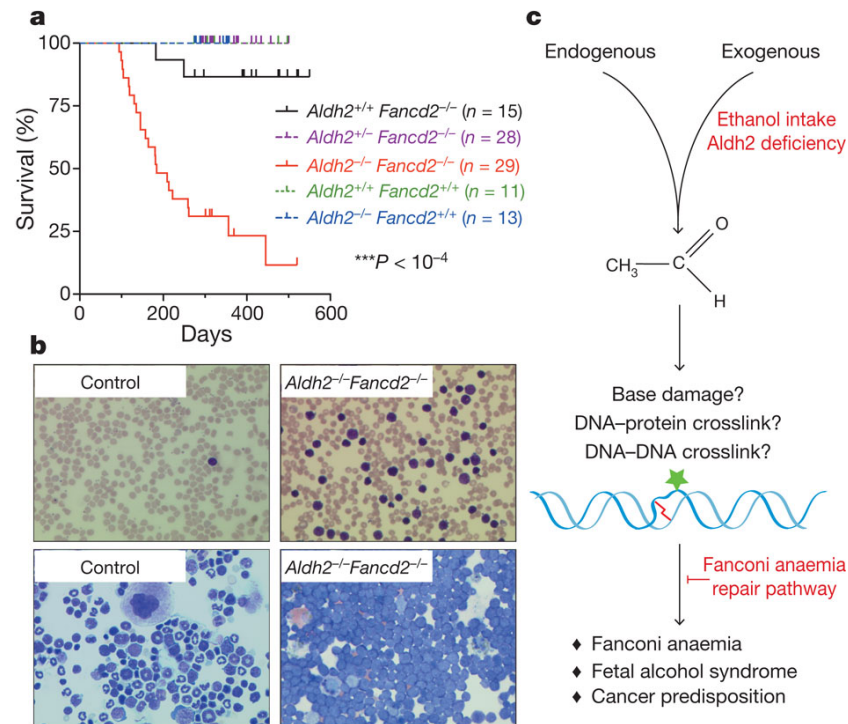 a
100
75
50
25
0
Survival (%)
0 200 400 600
Days
Aldh2+/+ Fancd2−/− (n = 15)
Aldh2+/− Fancd2−/− (n = 28)
Aldh2−/− Fancd2−/− (n = 29)
Aldh2+/+ Fancd2+/+ (n = 11)
Aldh2−/− Fancd2+/+ (n = 13)
***P < 10−4
b
Control
Aldh2−/−Fancd2−/−
Control
Aldh2−/−Fancd2−/−
c
Endogenous Exogenous
Ethanol intake
Aldh2 deficiency
O
CH3 C
H
Base damage?
DNA–protein crosslink?
DNA–DNA crosslink?
Fanconi anaemia
repair pathway
♦ Fanconi anaemia
♦ Fetal alcohol syndrome
♦ Cancer predisposition